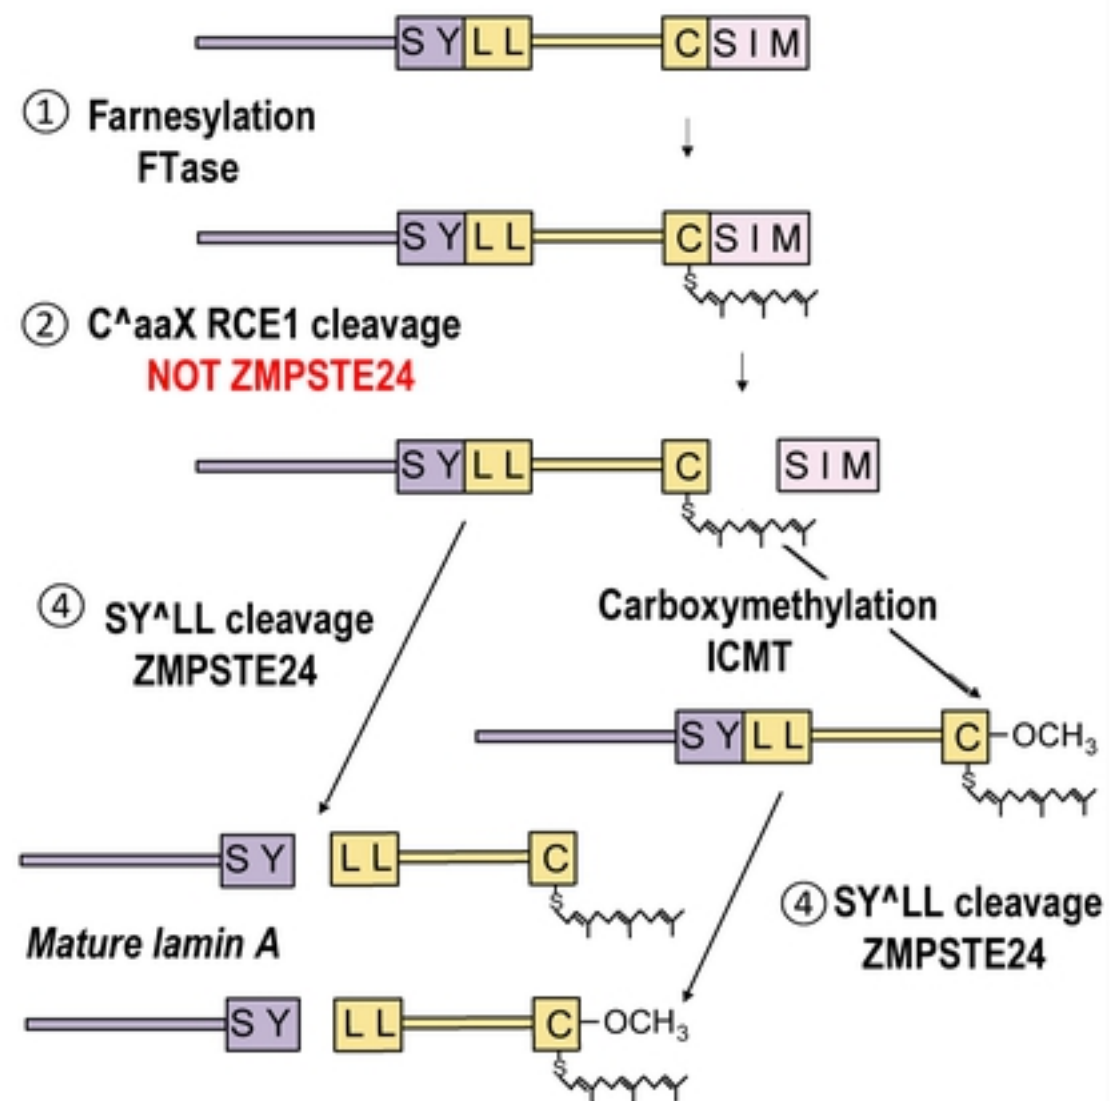 S Y L L C S I M
① Farnesylation
FTase
S Y L L C S I M
S
② C^aaX RCE1 cleavage
NOT ZMPSTE24
S Y L L C S I M
S
④ SY^LL cleavage
ZMPSTE24
Carboxymethylation
ICMT
S Y L L C OCH₃
S
S Y L L C
S
Mature lamin A
④ SY^LL cleavage
ZMPSTE24
S Y L L C OCH₃
S